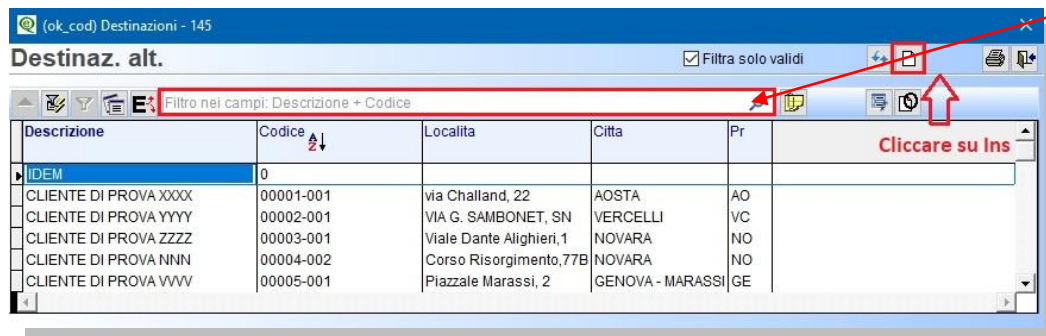 (ok_cod) Destinazioni - 145
Destinaz. alt.
Filtra solo validi
E
Filtro nei campi: Descrizione + Codice
Descrizione Codice Localita Citta Pr
Cliccare su Ins
IDEM 0
CLIENTE DI PROVA XXXX 00001-001 via Challand, 22 AOSTA AO
CLIENTE DI PROVA YYYY 00002-001 VIA G. SAMBONET, SN VERCELLI VC
CLIENTE DI PROVA ZZZZ 00003-001 Viale Dante Alighieri,1 NOVARA NO
CLIENTE DI PROVA NNN 00004-002 Corso Risorgimento,77B NOVARA NO
CLIENTE DI PROVA VVVV 00005-001 Piazzale Marassi, 2 GENOVA - MARASSI GE